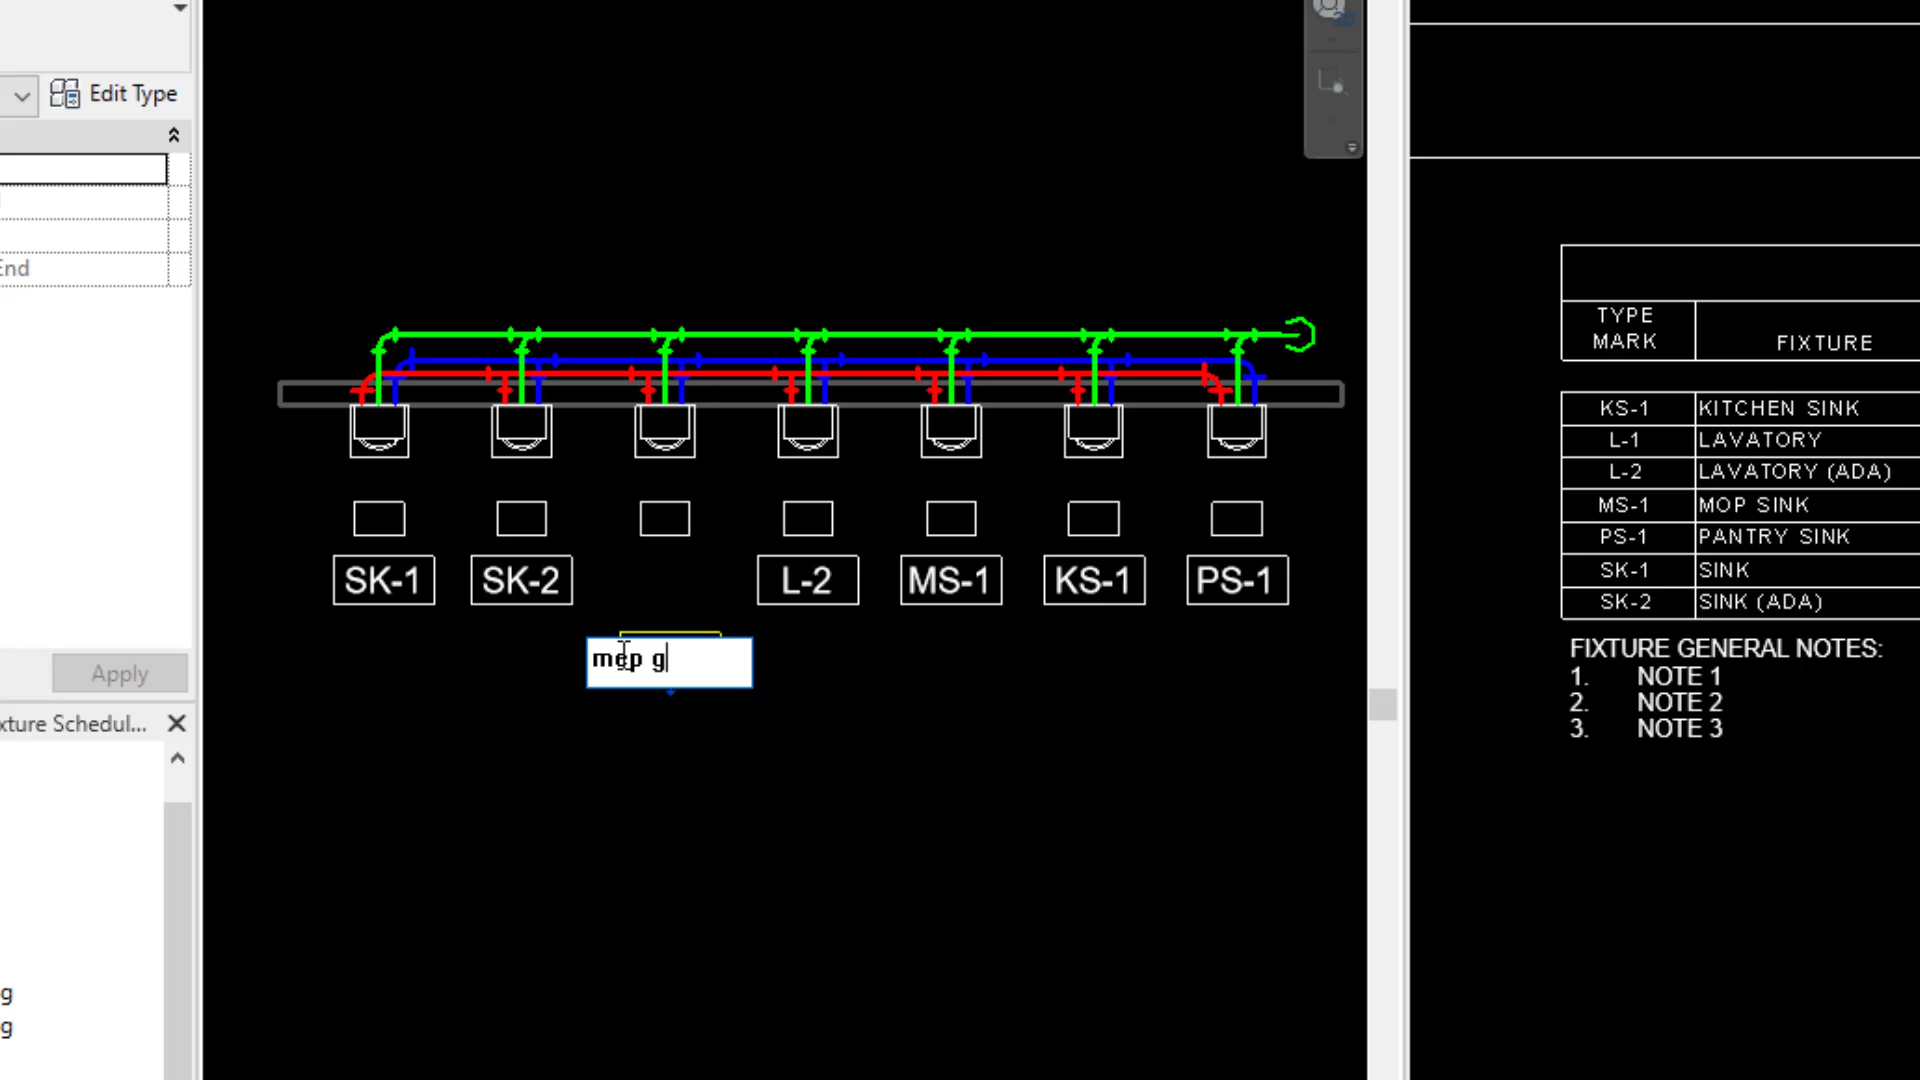 Edit Type
End
Apply
xture Schedul...
g
g
SK-1
SK-2
L-2
MS-1
KS-1
PS-1
mep g
TYPE
MARK
FIXTURE
KS-1 KITCHEN SINK
L-1 LAVATORY
L-2 LAVATORY (ADA)
MS-1 MOP SINK
PS-1 PANTRY SINK
SK-1 SINK
SK-2 SINK (ADA)
FIXTURE GENERAL NOTES:
1. NOTE 1
2. NOTE 2
3. NOTE 3